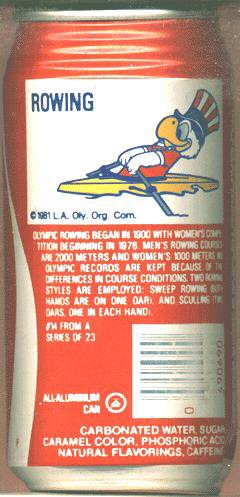 ROWING
© 1981 L.A. Oly. Org. Com.
OLYMPIC ROWING BEGAN IN 1900 WITH WOMEN'S COMPE
TITION BEGINNING IN 1976. MEN'S ROWING COURSES
ARE 2000 METERS AND WOMEN'S 1000 METERS. NO
OLYMPIC RECORDS ARE KEPT BECAUSE OF THE
DIFFERENCES IN COURSE CONDITIONS. TWO ROWING
STYLES ARE EMPLOYED: SWEEP ROWING (BOTH
HANDS ARE ON ONE OAR), AND SCULLING (TWO
OARS, ONE IN EACH HAND).
#14 FROM A
SERIES OF 23
ALL-ALUMINUM
CAN
0
490690
CARBONATED WATER, SUGAR,
CARAMEL COLOR, PHOSPHORIC ACID,
NATURAL FLAVORINGS, CAFFEINE